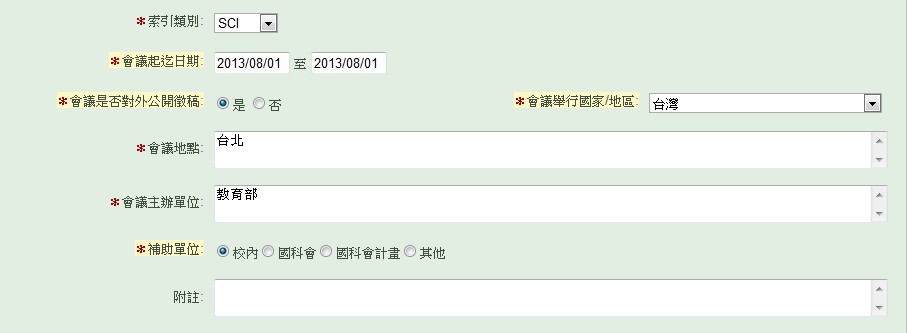 *索引類別: SCI
*會議起迄日期: 2013/08/01 至 2013/08/01
*會議是否對外公開徵稿: 是 否 *會議舉行國家/地區: 台灣
*會議地點: 台北
*會議主辦單位: 教育部
*補助單位: 校內 國科會 國科會計畫 其他
附註: